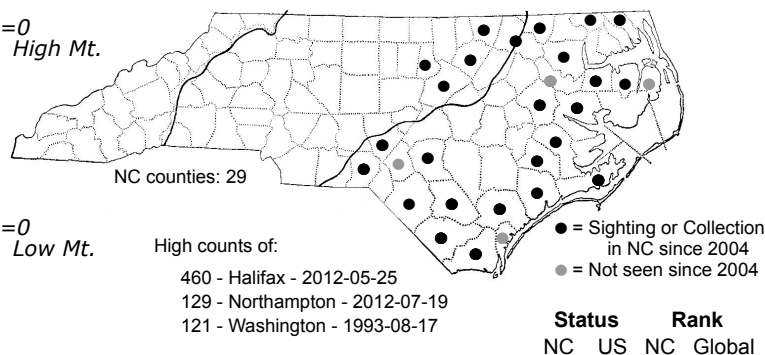 =0
High Mt.
NC counties: 29
=0
Low Mt.
High counts of:
460 - Halifax - 2012-05-25
129 - Northampton - 2012-07-19
121 - Washington - 1993-08-17
● = Sighting or Collection
in NC since 2004
● = Not seen since 2004
Status Rank
NC US NC Global